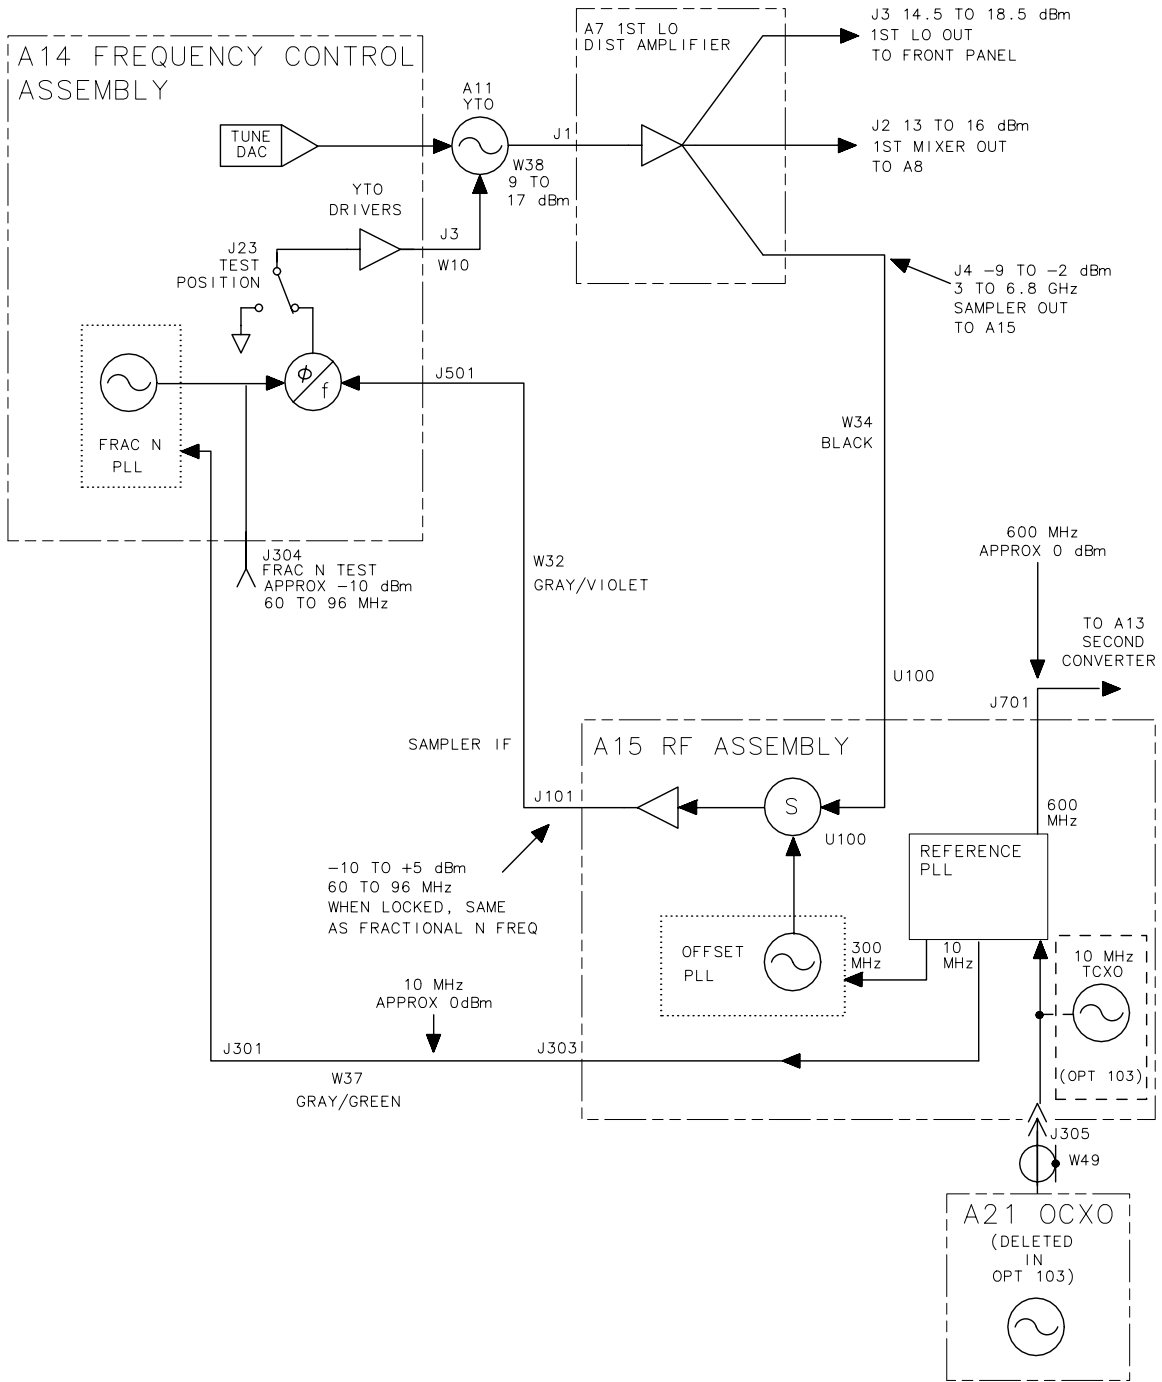 A14 FREQUENCY CONTROL
ASSEMBLY
TUNE
DAC
A11
YTO
YTO
DRIVERS
J3
W10
J23
TEST
POSITION
Φ
f
J501
FRAC N
PLL
J304
FRAC N TEST
APPROX -10 dBm
60 TO 96 MHz
J1
W38
9 TO
17 dBm
A7 1ST LO
DIST AMPLIFIER
J3 14.5 TO 18.5 dBm
1ST LO OUT
TO FRONT PANEL
J2 13 TO 16 dBm
1ST MIXER OUT
TO A8
J4 -9 TO -2 dBm
3 TO 6.8 GHz
SAMPLER OUT
TO A15
W34
BLACK
W32
GRAY/VIOLET
600 MHz
APPROX 0 dBm
TO A13
SECOND
CONVERTER
U100
J701
SAMPLER IF
A15 RF ASSEMBLY
J101
S
U100
600
MHz
REFERENCE
PLL
-10 TO +5 dBm
60 TO 96 MHz
WHEN LOCKED, SAME
AS FRACTIONAL N FREQ
OFFSET
PLL
300
MHz
10
MHz
10 MHz
TCXO
(OPT 103)
10 MHz
APPROX 0dBm
J301
J303
W37
GRAY/GREEN
J305
W49
A21 OCXO
(DELETED
IN
OPT 103)